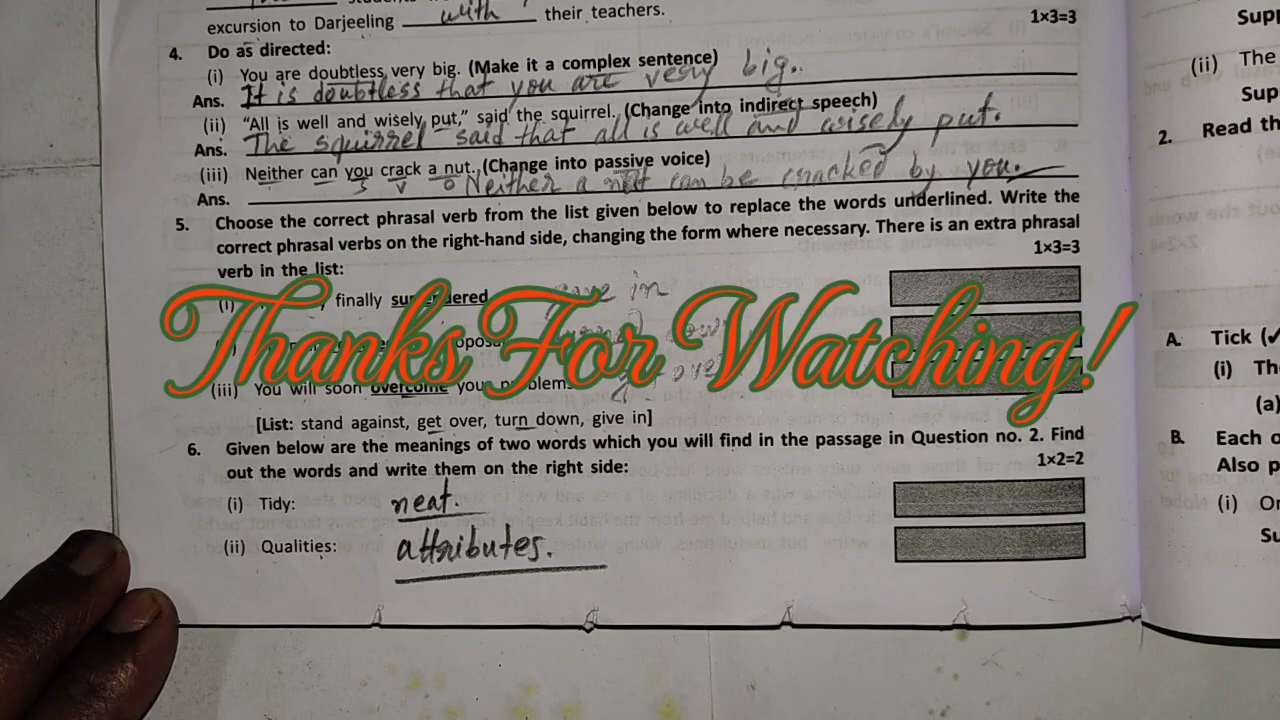 excursion to Darjeeling with their teachers.
1×3=3
4. Do as directed:
(i) You are doubtless very big. (Make it a complex sentence)
Ans. It is doubtless that you are very big.
(ii) "All is well and wisely put," said the squirrel. (Change into indirect speech)
Ans. The squirrel said that all is well and wisely put.
(iii) Neither can you crack a nut. (Change into passive voice)
S V O
Ans. Neither a nut can be cracked by you.
5. Choose the correct phrasal verb from the list given below to replace the words underlined. Write the
correct phrasal verbs on the right-hand side, changing the form where necessary. There is an extra phrasal
verb in the list:
1×3=3
(i) finally gave in
Thanks For Watching!
(iii) You will soon overcome your
[List: stand against, get over, turn down, give in]
6. Given below are the meanings of two words which you will find in the passage in Question no. 2. Find
out the words and write them on the right side:
1×2=2
(i) Tidy: neat.
(ii) Qualities: attributes.
Supp
(ii) The
Sup
2. Read th
A. Tick (✓
(i) Th
(a)
B. Each o
Also p
(i) Or
Su